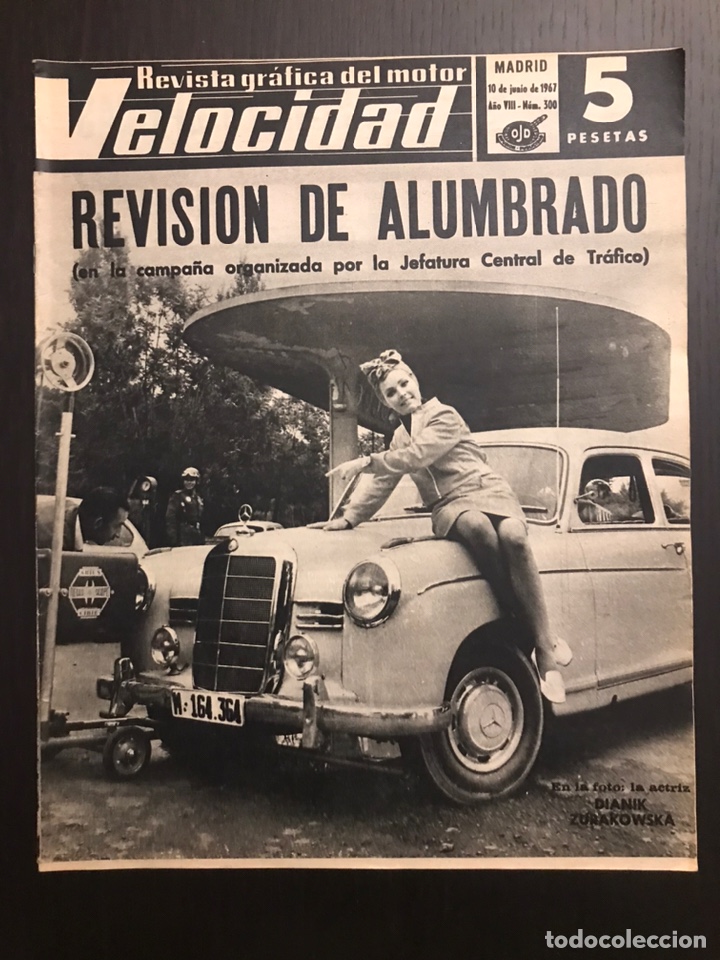 Revista gráfica del motor
Velocidad
MADRID
10 de junio de 1967
Año VIII - Núm. 300
OJD
5
PESETAS
REVISION DE ALUMBRADO
(en la campaña organizada por la Jefatura Central de Tráfico)
M·164.364
En la foto: la actriz
DIANIK
ZURAKOWSKA
todocoleccion